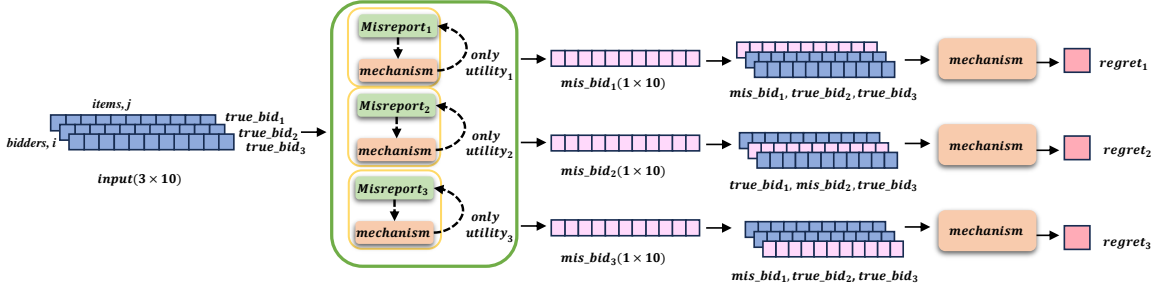 items, j
bidders, i
true_bid₁
true_bid₂
true_bid₃
input(3 × 10)
Misreport₁
mechanism
only
utility₁
Misreport₂
mechanism
only
utility₂
Misreport₃
mechanism
only
utility₃
mis_bid₁(1 × 10)
mis_bid₁, true_bid₂, true_bid₃
mechanism
regret₁
mis_bid₂(1 × 10)
true_bid₁, mis_bid₂, true_bid₃
mechanism
regret₂
mis_bid₃(1 × 10)
mis_bid₁, true_bid₂, true_bid₃
mechanism
regret₃